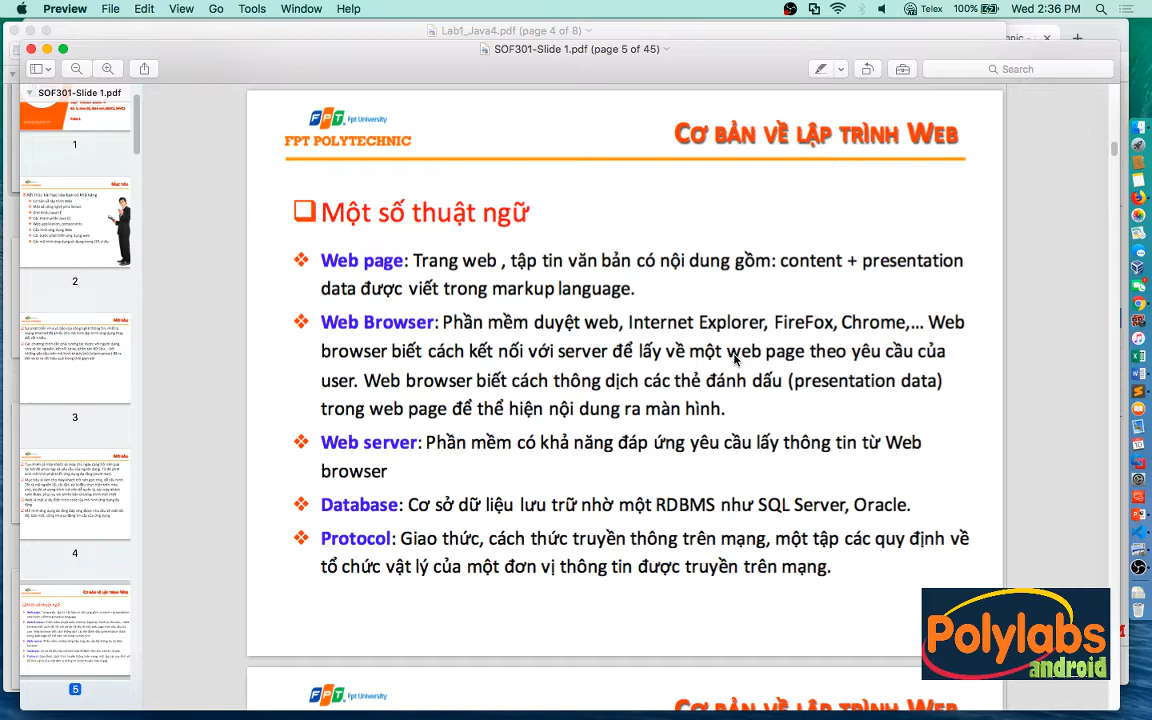 Preview File Edit View Go Tools Window Help Telex 100% Wed 2:36 PM
Lab1_Java4.pdf (page 4 of 8)
SOF301-Slide 1.pdf (page 5 of 45)
Search
SOF301-Slide 1.pdf
1
2
3
4
5
FPT Fpt University
FPT POLYTECHNIC
CƠ BẢN VỀ LẬP TRÌNH WEB
Một số thuật ngữ
Web page: Trang web , tập tin văn bản có nội dung gồm: content + presentation
data được viết trong markup language.
Web Browser: Phần mềm duyệt web, Internet Explorer, FireFox, Chrome,... Web
browser biết cách kết nối với server để lấy về một web page theo yêu cầu của
user. Web browser biết cách thông dịch các thẻ đánh dấu (presentation data)
trong web page để thể hiện nội dung ra màn hình.
Web server: Phần mềm có khả năng đáp ứng yêu cầu lấy thông tin từ Web
browser
Database: Cơ sở dữ liệu lưu trữ nhờ một RDBMS như SQL Server, Oracle.
Protocol: Giao thức, cách thức truyền thông trên mạng, một tập các quy định về
tổ chức vật lý của một đơn vị thông tin được truyền trên mạng.
Polylabs
android
FPT Fpt University
CƠ BẢN VỀ LẬP TRÌNH WEB